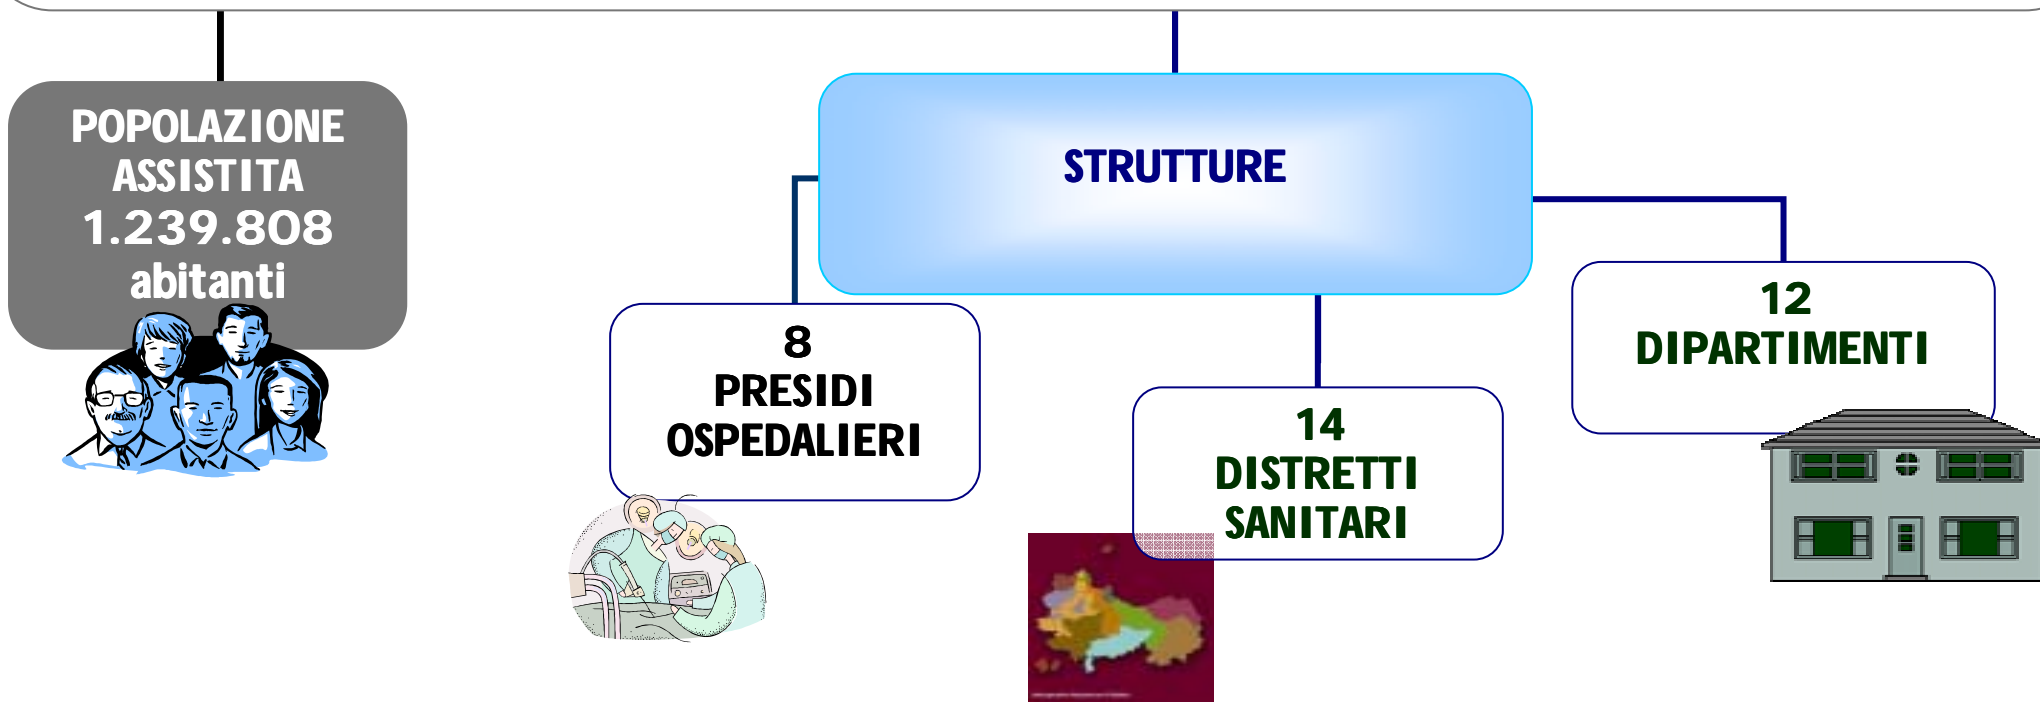 POPOLAZIONE
ASSISTITA
1.239.808
abitanti
STRUTTURE
8
PRESIDI
OSPEDALIERI
14
DISTRETTI
SANITARI
12
DIPARTIMENTI